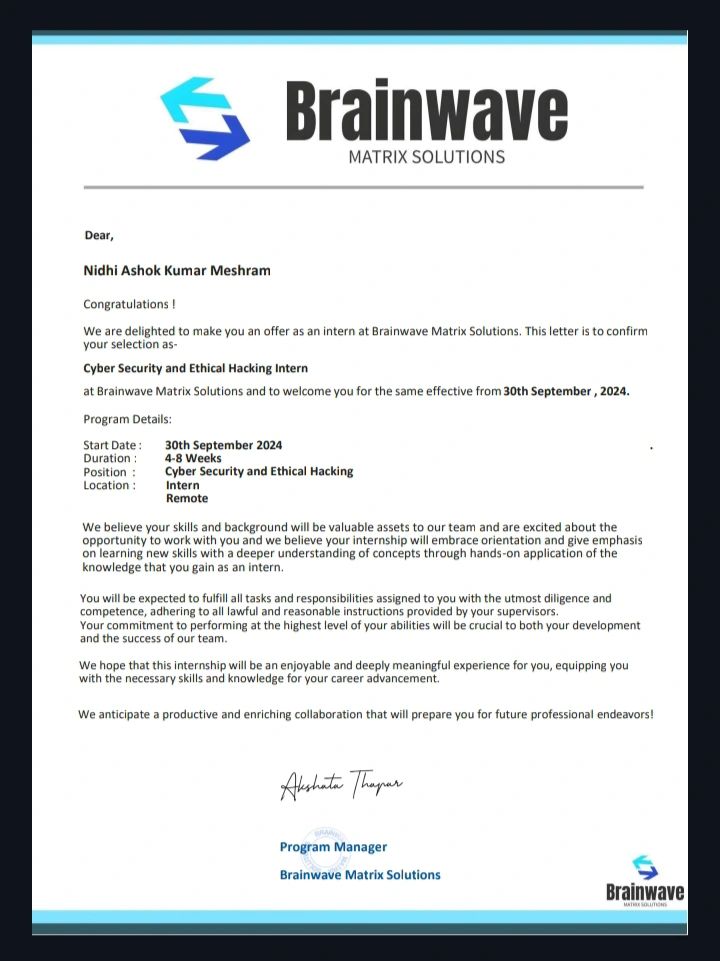 Brainwave
MATRIX SOLUTIONS
Dear,
Nidhi Ashok Kumar Meshram
Congratulations !
We are delighted to make you an offer as an intern at Brainwave Matrix Solutions. This letter is to confirm
your selection as-
Cyber Security and Ethical Hacking Intern
at Brainwave Matrix Solutions and to welcome you for the same effective from 30th September , 2024.
Program Details:
Start Date : 30th September 2024
Duration : 4-8 Weeks
Position : Cyber Security and Ethical Hacking
Location : Intern
Remote
We believe your skills and background will be valuable assets to our team and are excited about the
opportunity to work with you and we believe your internship will embrace orientation and give emphasis
on learning new skills with a deeper understanding of concepts through hands-on application of the
knowledge that you gain as an intern.
You will be expected to fulfill all tasks and responsibilities assigned to you with the utmost diligence and
competence, adhering to all lawful and reasonable instructions provided by your supervisors.
Your commitment to performing at the highest level of your abilities will be crucial to both your development
and the success of our team.
We hope that this internship will be an enjoyable and deeply meaningful experience for you, equipping you
with the necessary skills and knowledge for your career advancement.
We anticipate a productive and enriching collaboration that will prepare you for future professional endeavors!
Akshata Thapar
Program Manager
Brainwave Matrix Solutions
Brainwave
MATRIX SOLUTIONS